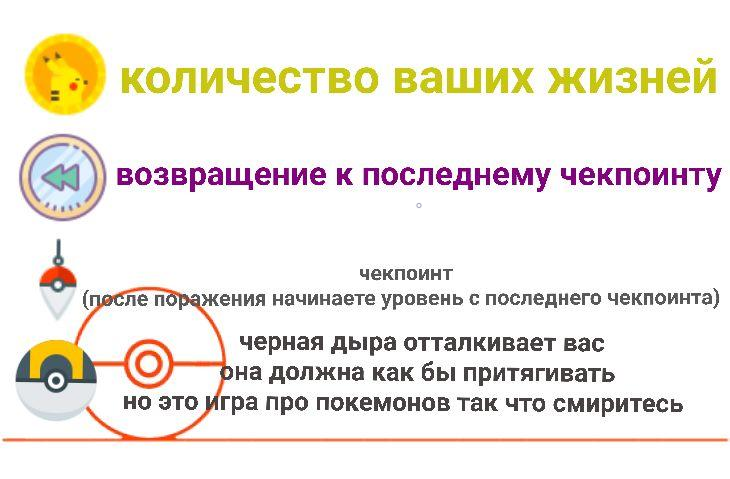 количество ваших жизней
возвращение к последнему чекпоинту
чекпоинт
(после поражения начинаете уровень с последнего чекпоинта)
черная дыра отталкивает вас
она должна как бы притягивать
но это игра про покемонов так что смиритесь